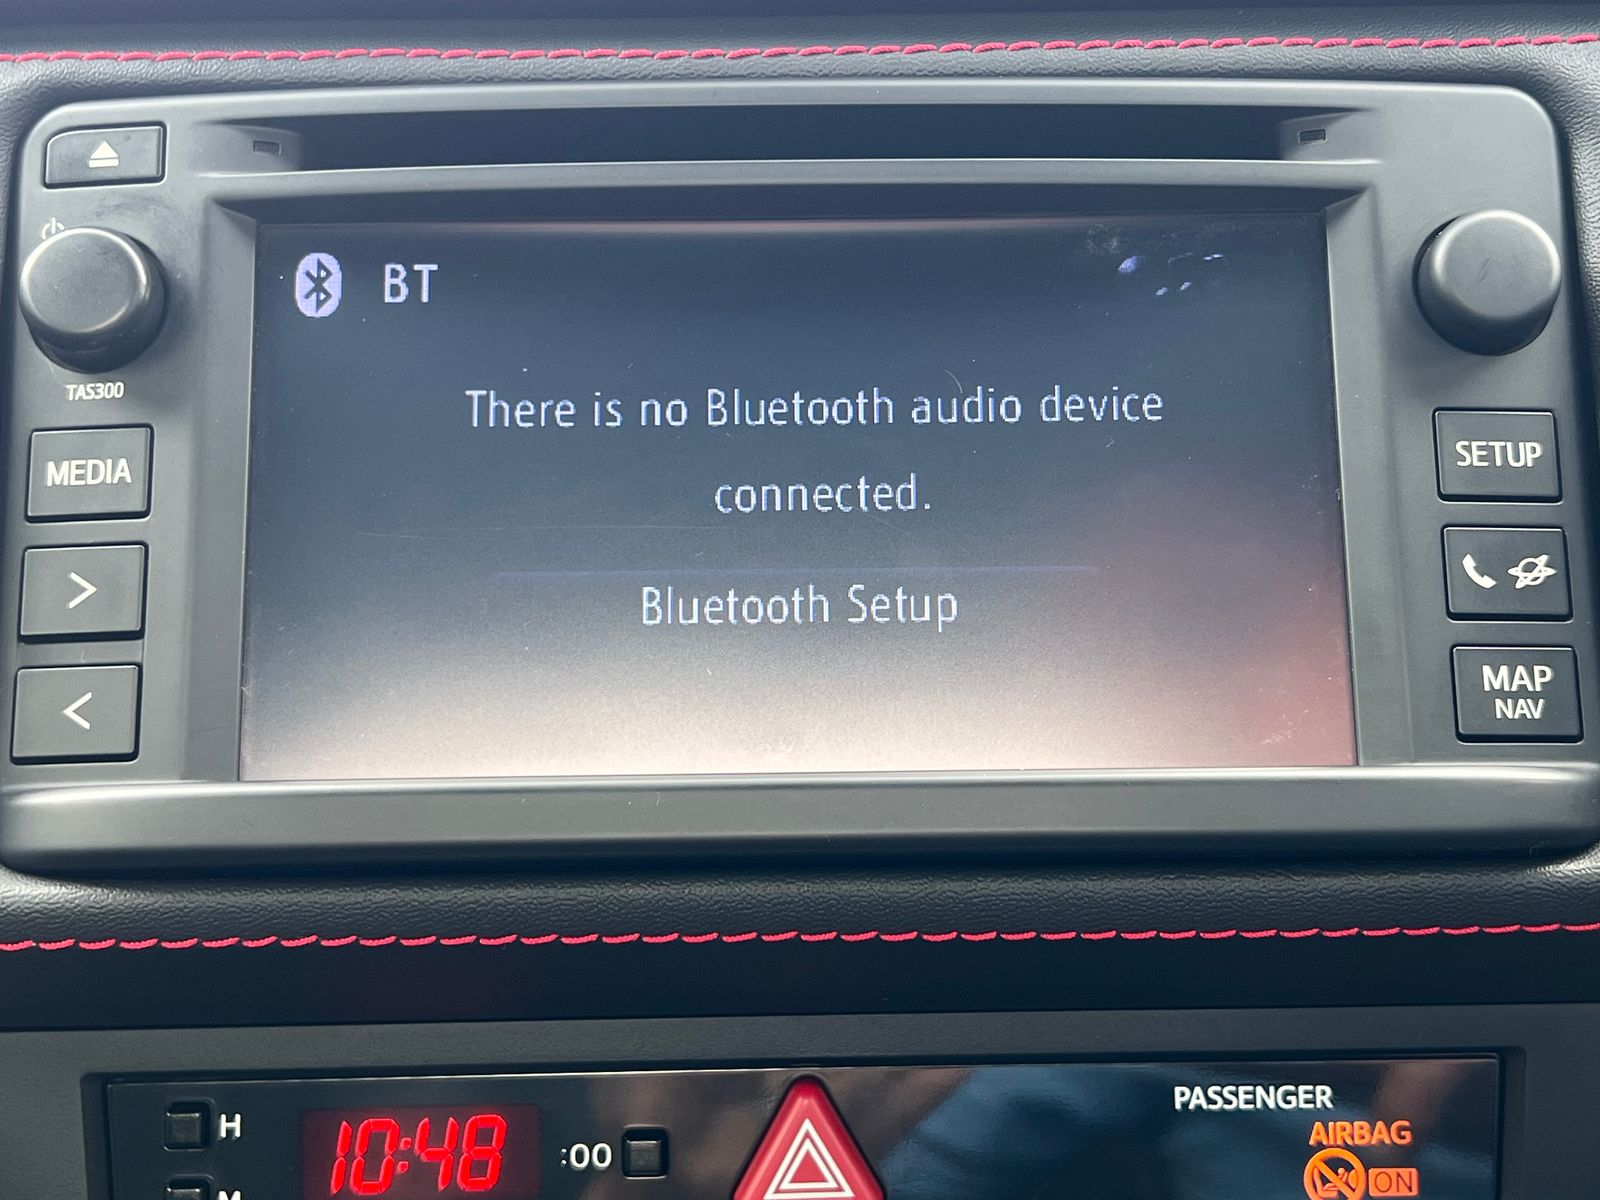 BT
TAS300
There is no Bluetooth audio device
connected.
MEDIA
SETUP
>
<
Bluetooth Setup
MAP
NAV
H
10:48
:00
PASSENGER
AIRBAG
ON
M